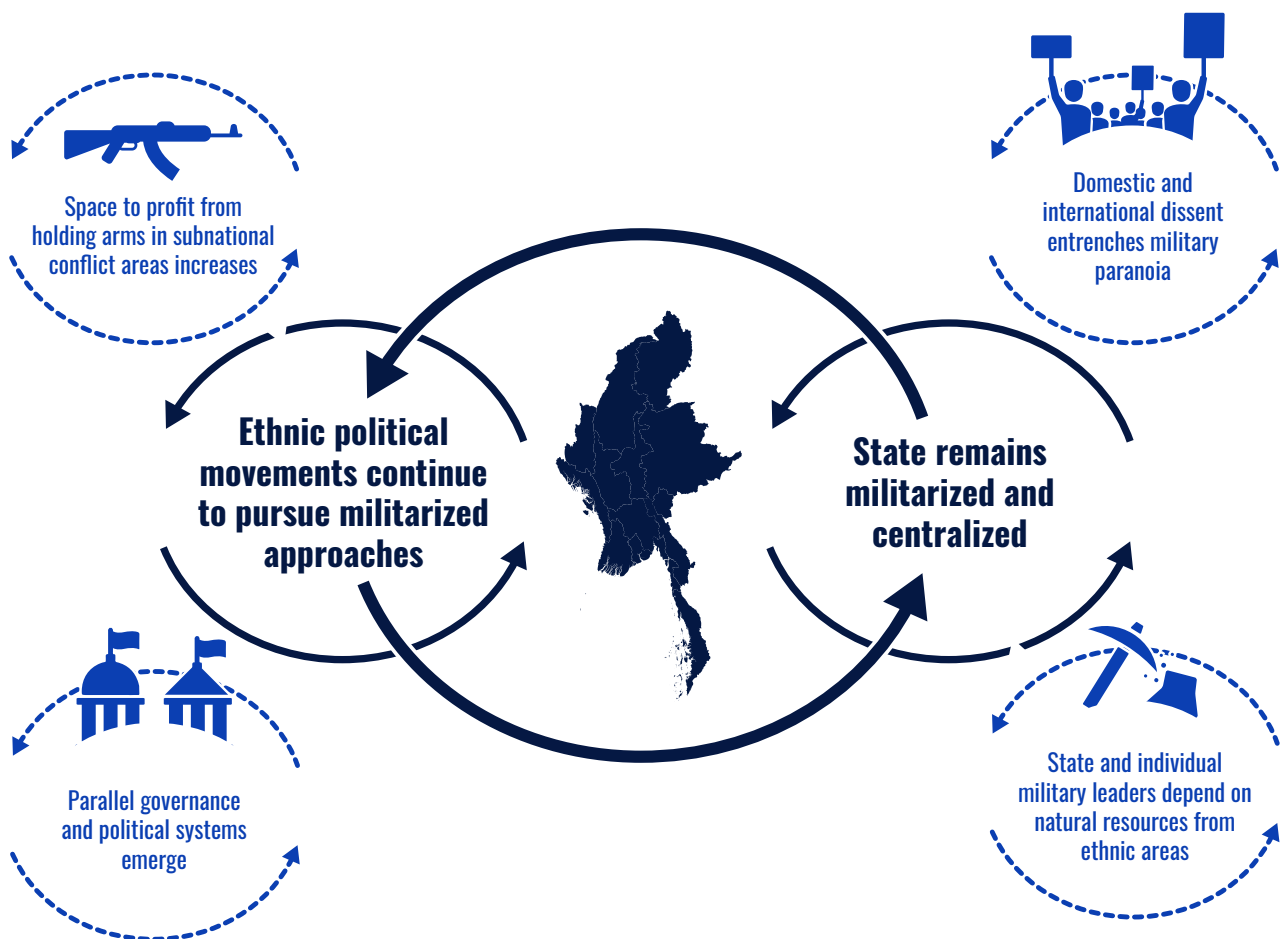 Space to profit from
holding arms in subnational
conflict areas increases
Domestic and
international dissent
entrenches military
paranoia
Ethnic political
movements continue
to pursue militarized
approaches
State remains
militarized and
centralized
Parallel governance
and political systems
emerge
State and individual
military leaders depend on
natural resources from
ethnic areas